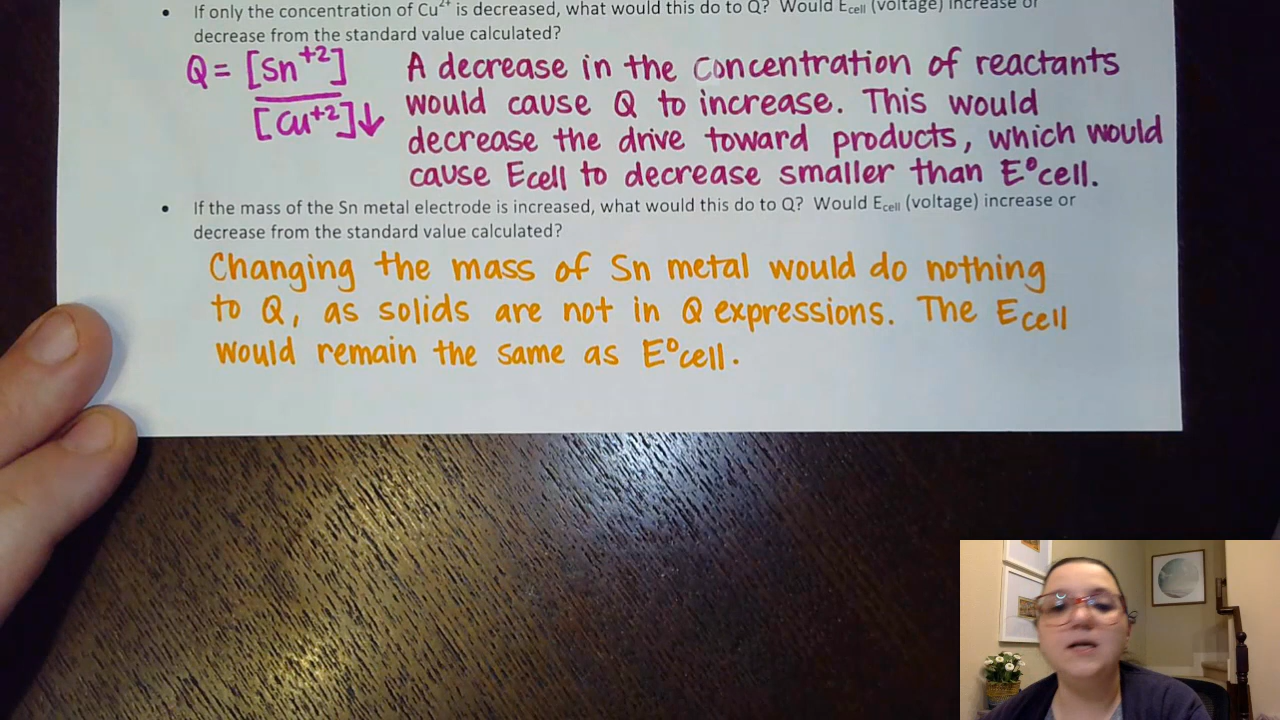 • If only the concentration of Cu²⁺ is decreased, what would this do to Q? Would Ecell (voltage) increase or
decrease from the standard value calculated?
Q = [Sn⁺²]
[Cu⁺²]↓
A decrease in the concentration of reactants
would cause Q to increase. This would
decrease the drive toward products, which would
cause Ecell to decrease smaller than E°cell.
• If the mass of the Sn metal electrode is increased, what would this do to Q? Would Ecell (voltage) increase or
decrease from the standard value calculated?
Changing the mass of Sn metal would do nothing
to Q, as solids are not in Q expressions. The Ecell
would remain the same as E°cell.